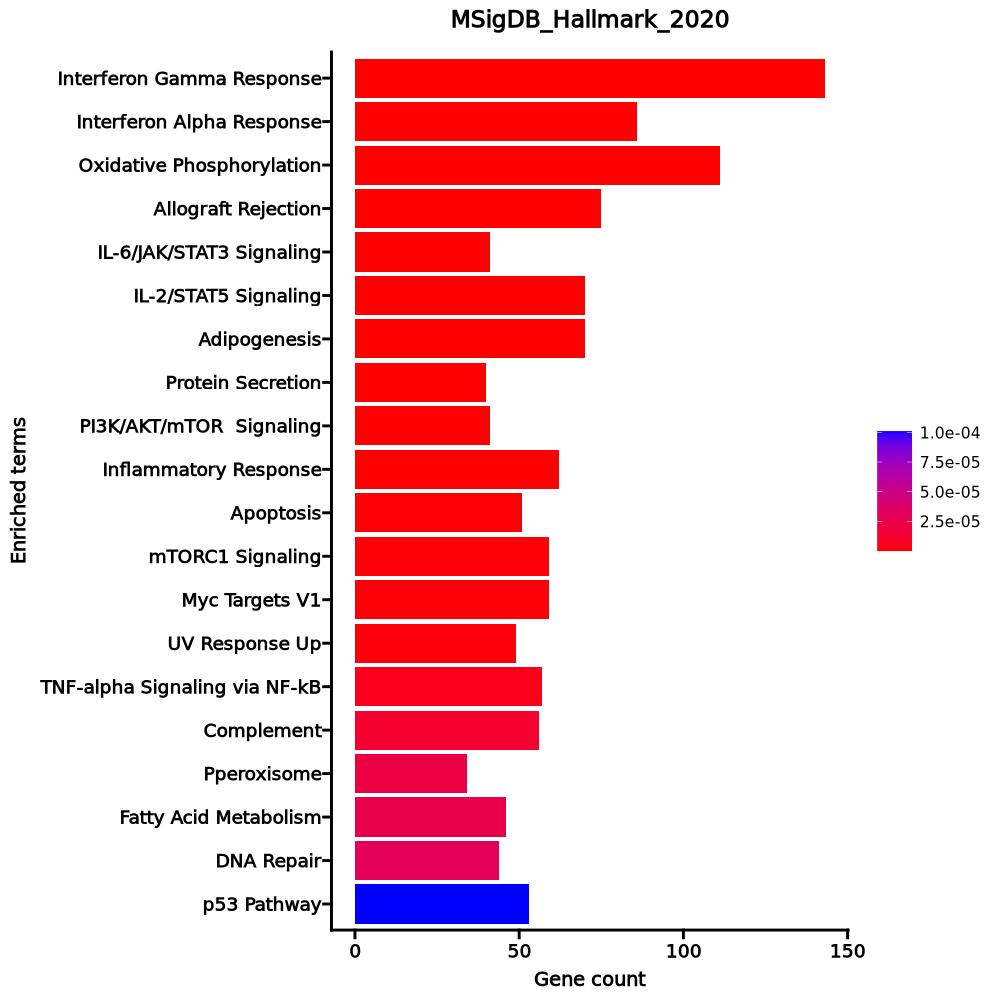 MSigDB_Hallmark_2020
Interferon Gamma Response
Interferon Alpha Response
Oxidative Phosphorylation
Allograft Rejection
IL-6/JAK/STAT3 Signaling
IL-2/STAT5 Signaling
Adipogenesis
Protein Secretion
PI3K/AKT/mTOR  Signaling
Inflammatory Response
Apoptosis
mTORC1 Signaling
Myc Targets V1
UV Response Up
TNF-alpha Signaling via NF-kB
Complement
Pperoxisome
Fatty Acid Metabolism
DNA Repair
p53 Pathway
Enriched terms
0 50 100 150
Gene count
1.0e-04
7.5e-05
5.0e-05
2.5e-05